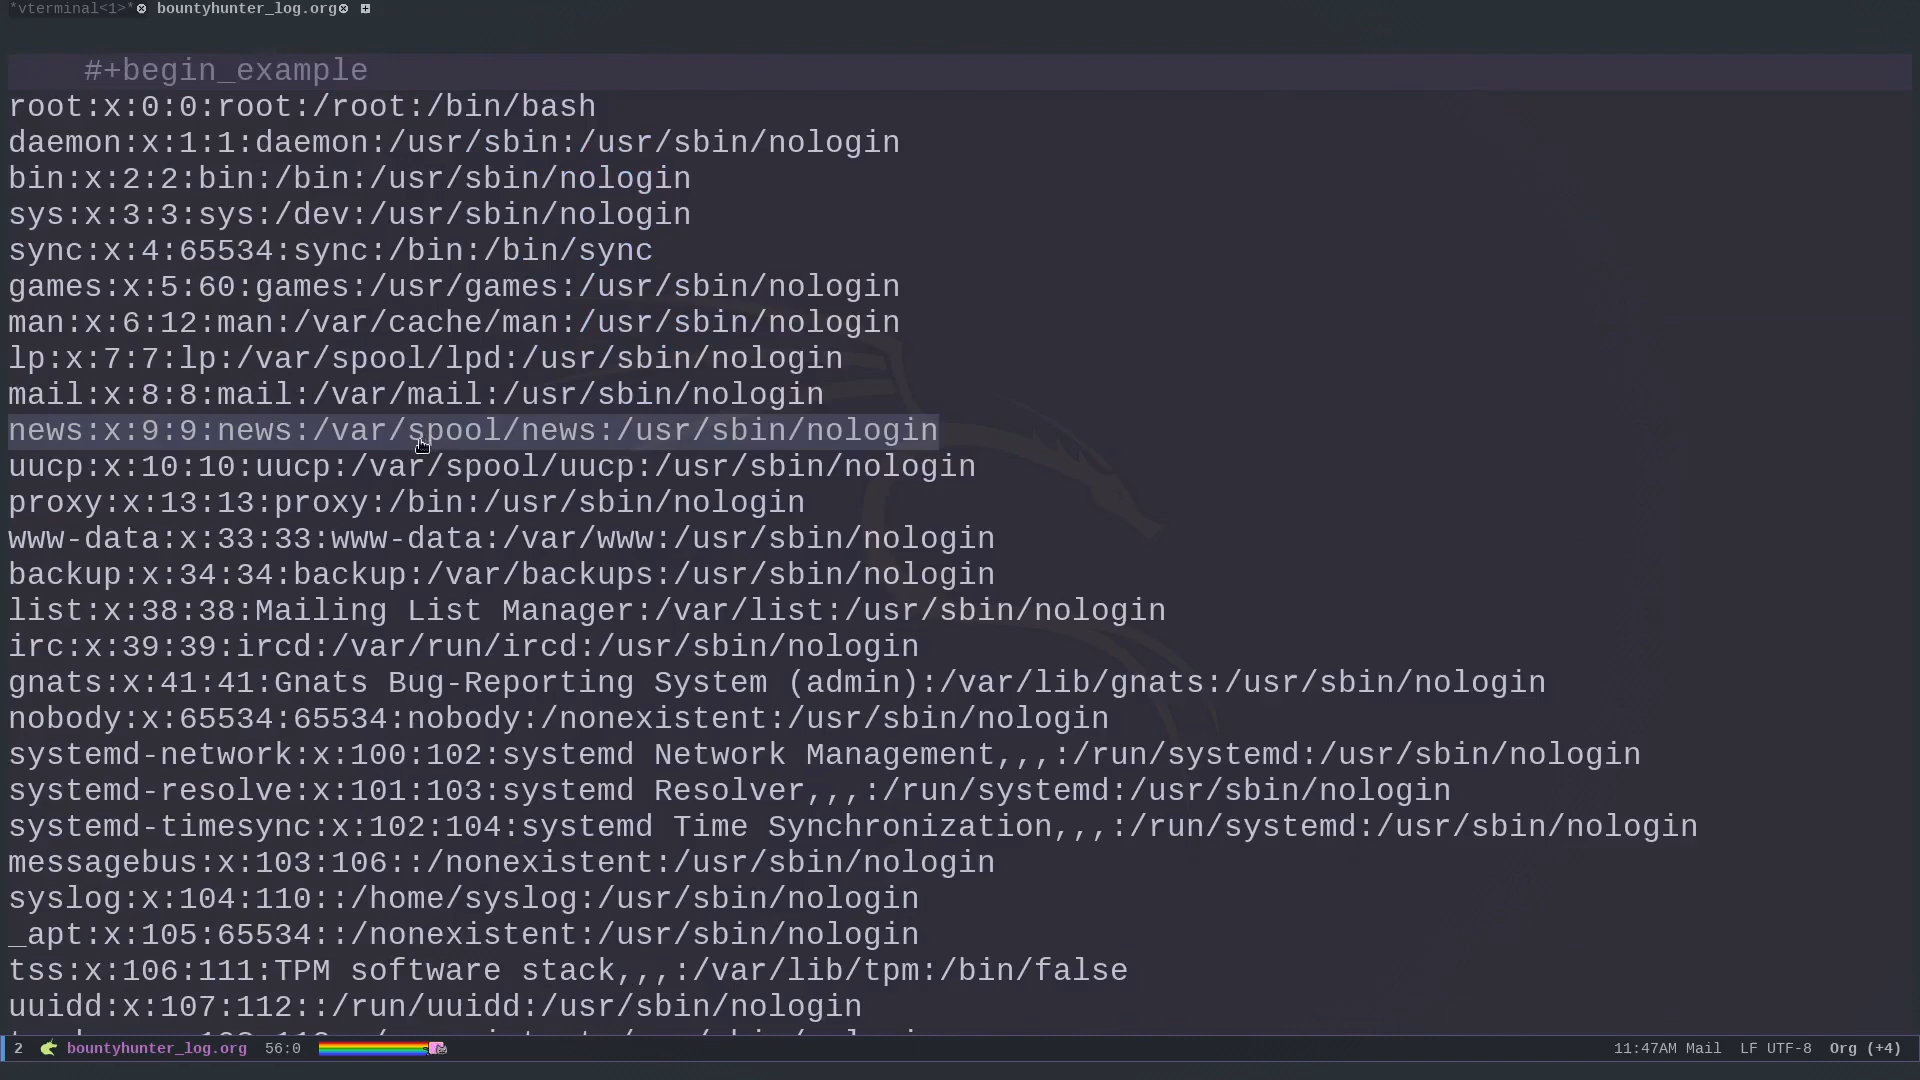 *vterminal<1>* bountyhunter_log.org
#+begin_example
root:x:0:0:root:/root:/bin/bash
daemon:x:1:1:daemon:/usr/sbin:/usr/sbin/nologin
bin:x:2:2:bin:/bin:/usr/sbin/nologin
sys:x:3:3:sys:/dev:/usr/sbin/nologin
sync:x:4:65534:sync:/bin:/bin/sync
games:x:5:60:games:/usr/games:/usr/sbin/nologin
man:x:6:12:man:/var/cache/man:/usr/sbin/nologin
lp:x:7:7:lp:/var/spool/lpd:/usr/sbin/nologin
mail:x:8:8:mail:/var/mail:/usr/sbin/nologin
news:x:9:9:news:/var/spool/news:/usr/sbin/nologin
uucp:x:10:10:uucp:/var/spool/uucp:/usr/sbin/nologin
proxy:x:13:13:proxy:/bin:/usr/sbin/nologin
www-data:x:33:33:www-data:/var/www:/usr/sbin/nologin
backup:x:34:34:backup:/var/backups:/usr/sbin/nologin
list:x:38:38:Mailing List Manager:/var/list:/usr/sbin/nologin
irc:x:39:39:ircd:/var/run/ircd:/usr/sbin/nologin
gnats:x:41:41:Gnats Bug-Reporting System (admin):/var/lib/gnats:/usr/sbin/nologin
nobody:x:65534:65534:nobody:/nonexistent:/usr/sbin/nologin
systemd-network:x:100:102:systemd Network Management,,,:/run/systemd:/usr/sbin/nologin
systemd-resolve:x:101:103:systemd Resolver,,,:/run/systemd:/usr/sbin/nologin
systemd-timesync:x:102:104:systemd Time Synchronization,,,:/run/systemd:/usr/sbin/nologin
messagebus:x:103:106::/nonexistent:/usr/sbin/nologin
syslog:x:104:110::/home/syslog:/usr/sbin/nologin
_apt:x:105:65534::/nonexistent:/usr/sbin/nologin
tss:x:106:111:TPM software stack,,,:/var/lib/tpm:/bin/false
uuidd:x:107:112::/run/uuidd:/usr/sbin/nologin
2 bountyhunter_log.org 56:0 11:47AM Mail LF UTF-8 Org (+4)